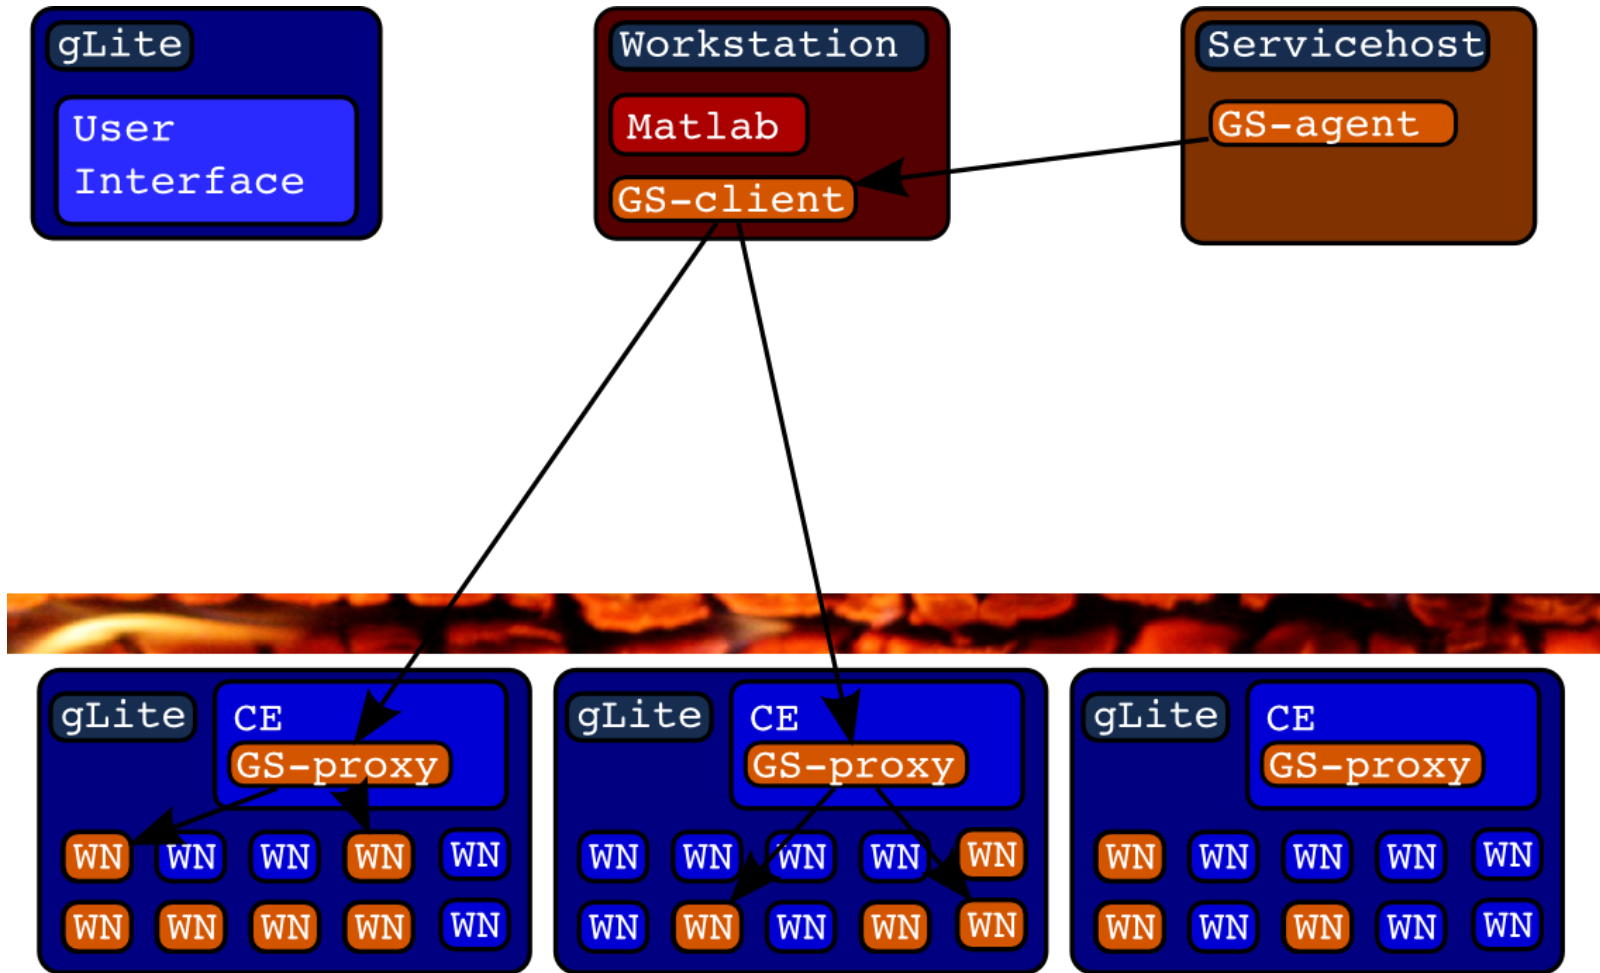 gLite
User
Interface
Workstation
Matlab
GS-client
Servicehost
GS-agent
gLite
CE
GS-proxy
WN WN WN WN WN
WN WN WN WN WN
gLite
CE
GS-proxy
WN WN WN WN WN
WN WN WN WN WN
gLite
CE
GS-proxy
WN WN WN WN WN
WN WN WN WN WN